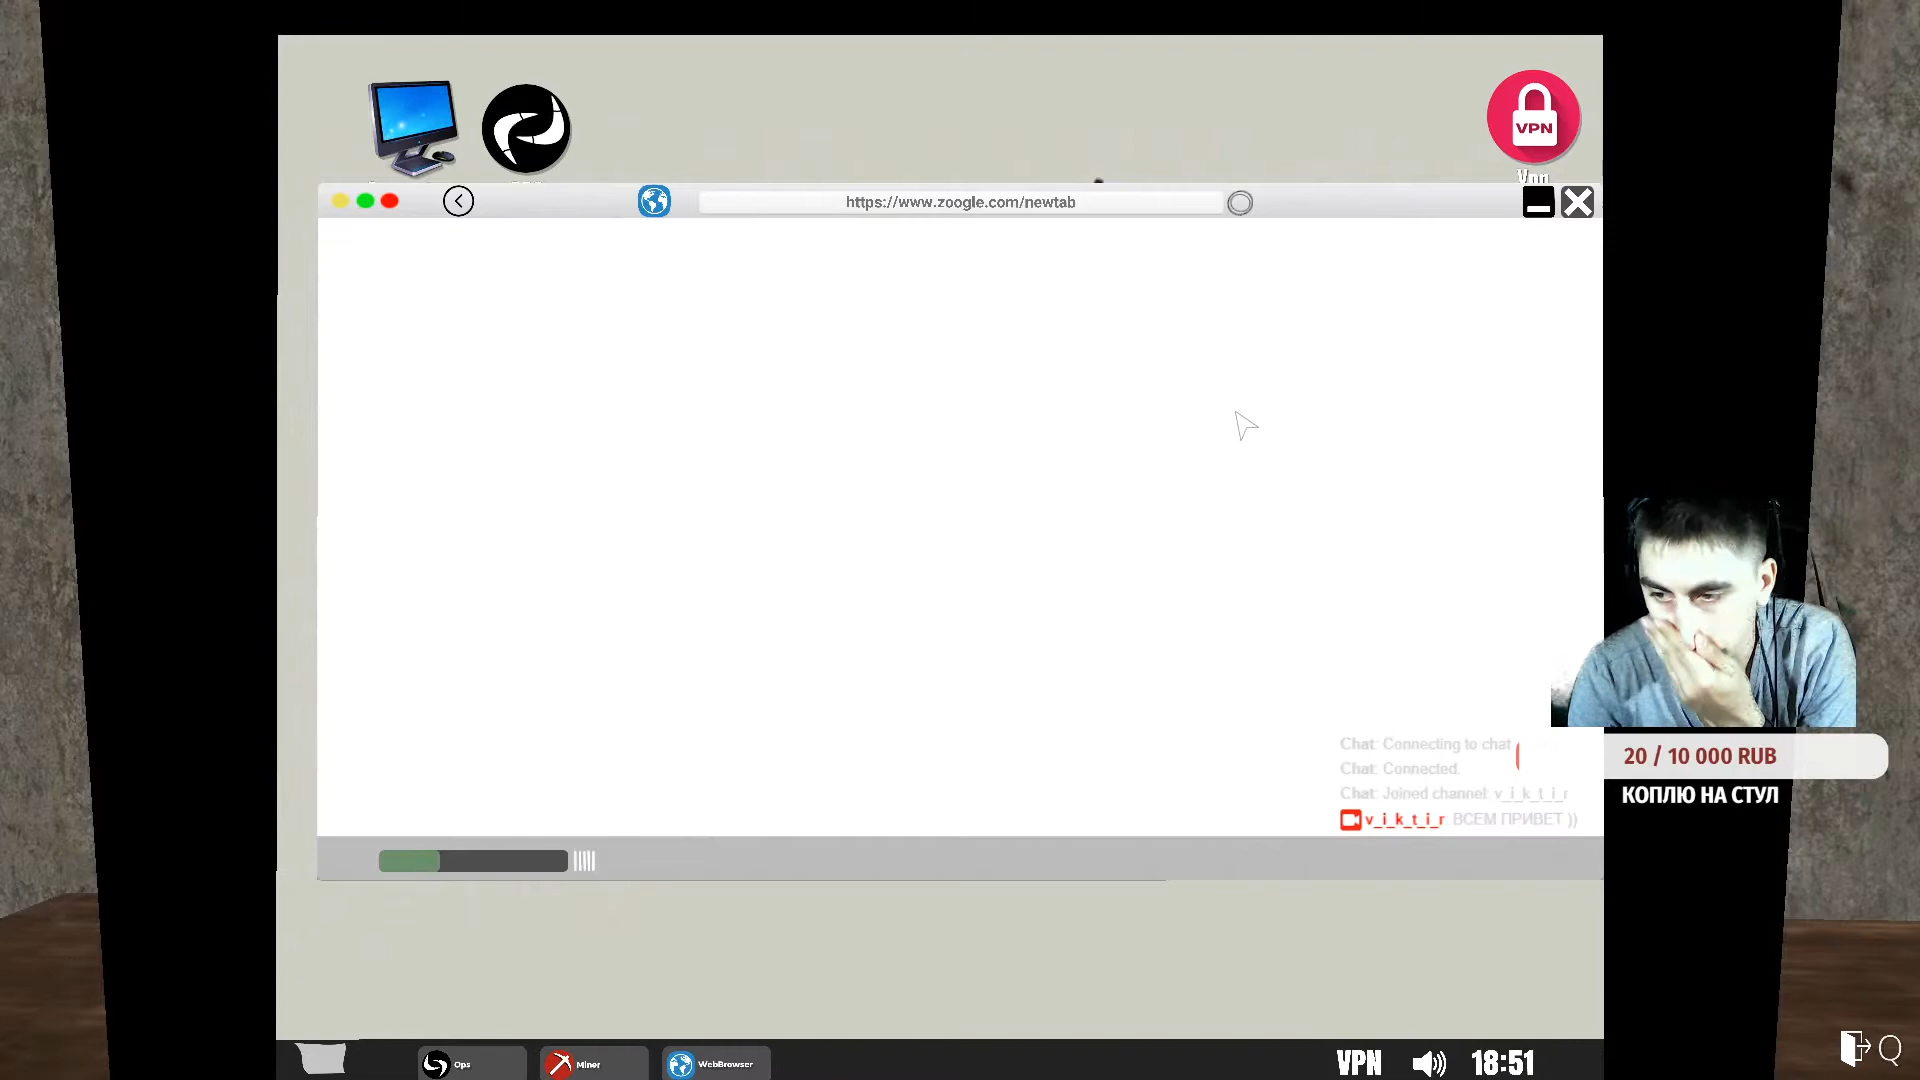 VPN
Vpn
https://www.zoogle.com/newtab
Chat: Connecting to chat
Chat: Connected.
Chat: Joined channel: v_i_k_t_i_r
v_i_k_t_i_r ВСЕМ ПРИВЕТ ))
20 / 10 000 RUB
КОПЛЮ НА СТУЛ
Ops
Miner
WebBrowser
VPN
18:51
Q